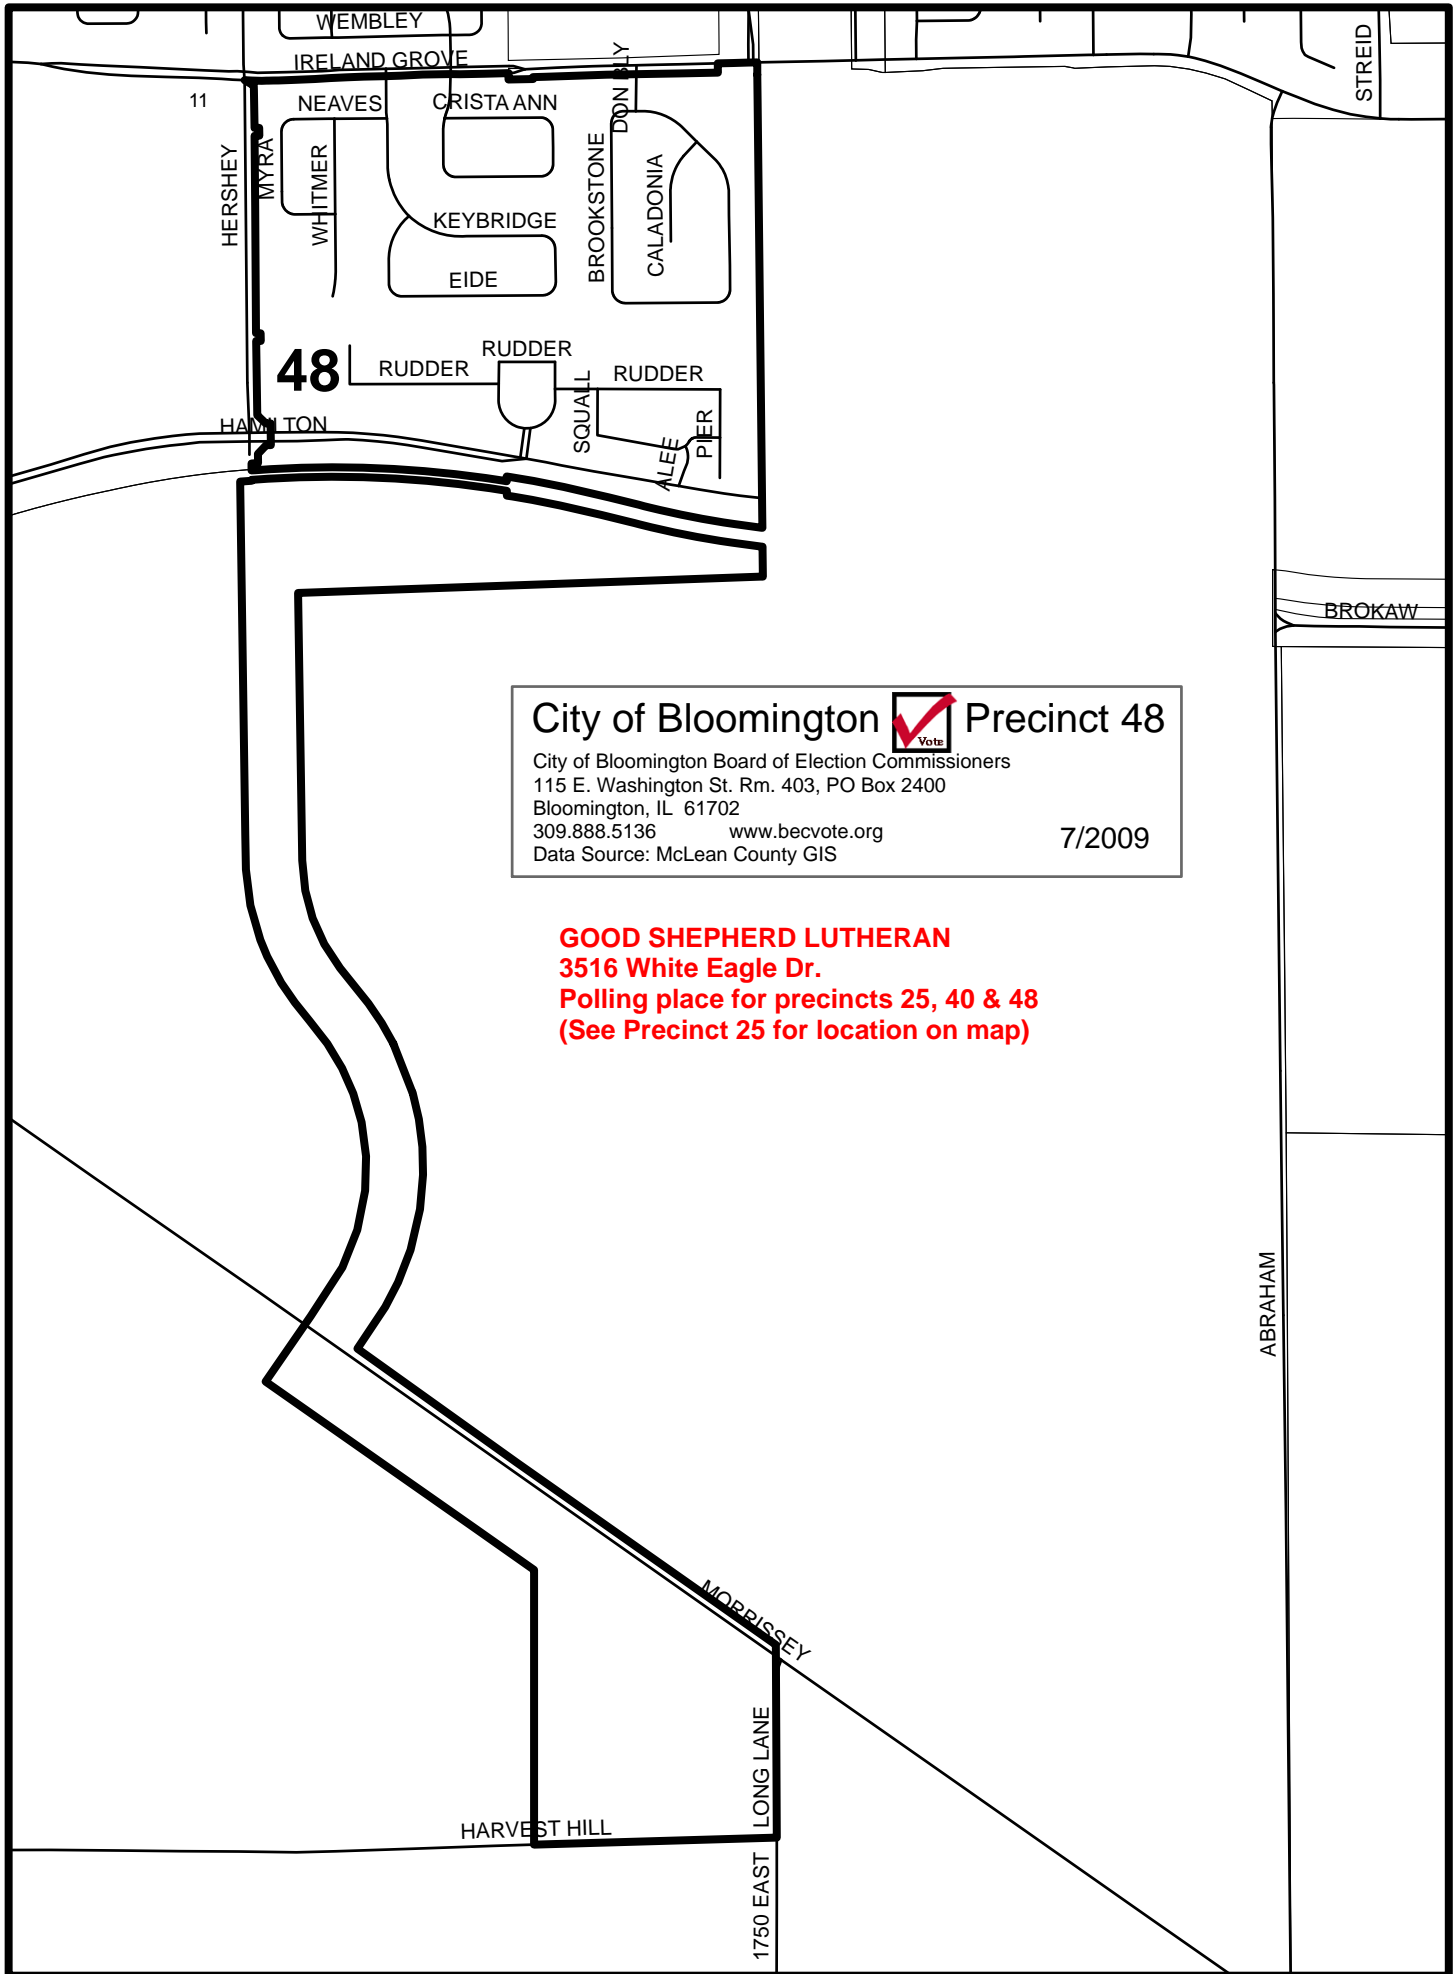 WEMBLEY
IRELAND GROVE
STREID
11
NEAVES
CRISTA ANN
DON BLY
HERSHEY
MYRA
WHITMER
BROOKSTONE
CALADONIA
KEYBRIDGE
EIDE
48
RUDDER
RUDDER
RUDDER
HAMILTON
SQUALL
PIER
ALEE
BROKAW
City of Bloomington Vote Precinct 48
City of Bloomington Board of Election Commissioners
115 E. Washington St. Rm. 403, PO Box 2400
Bloomington, IL 61702
309.888.5136 www.becvote.org 7/2009
Data Source: McLean County GIS
GOOD SHEPHERD LUTHERAN
3516 White Eagle Dr.
Polling place for precincts 25, 40 & 48
(See Precinct 25 for location on map)
ABRAHAM
MORRISSEY
LONG LANE
HARVEST HILL
1750 EAST